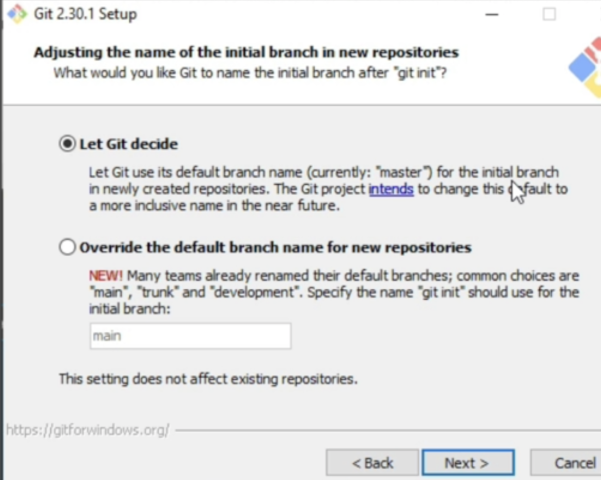 Git 2.30.1 Setup
Adjusting the name of the initial branch in new repositories
What would you like Git to name the initial branch after "git init"?
Let Git decide
Let Git use its default branch name (currently: "master") for the initial branch
in newly created repositories. The Git project intends to change this default to
a more inclusive name in the near future.
Override the default branch name for new repositories
NEW! Many teams already renamed their default branches; common choices are
"main", "trunk" and "development". Specify the name "git init" should use for the
initial branch:
main
This setting does not affect existing repositories.
https://gitforwindows.org/
< Back
Next >
Cancel